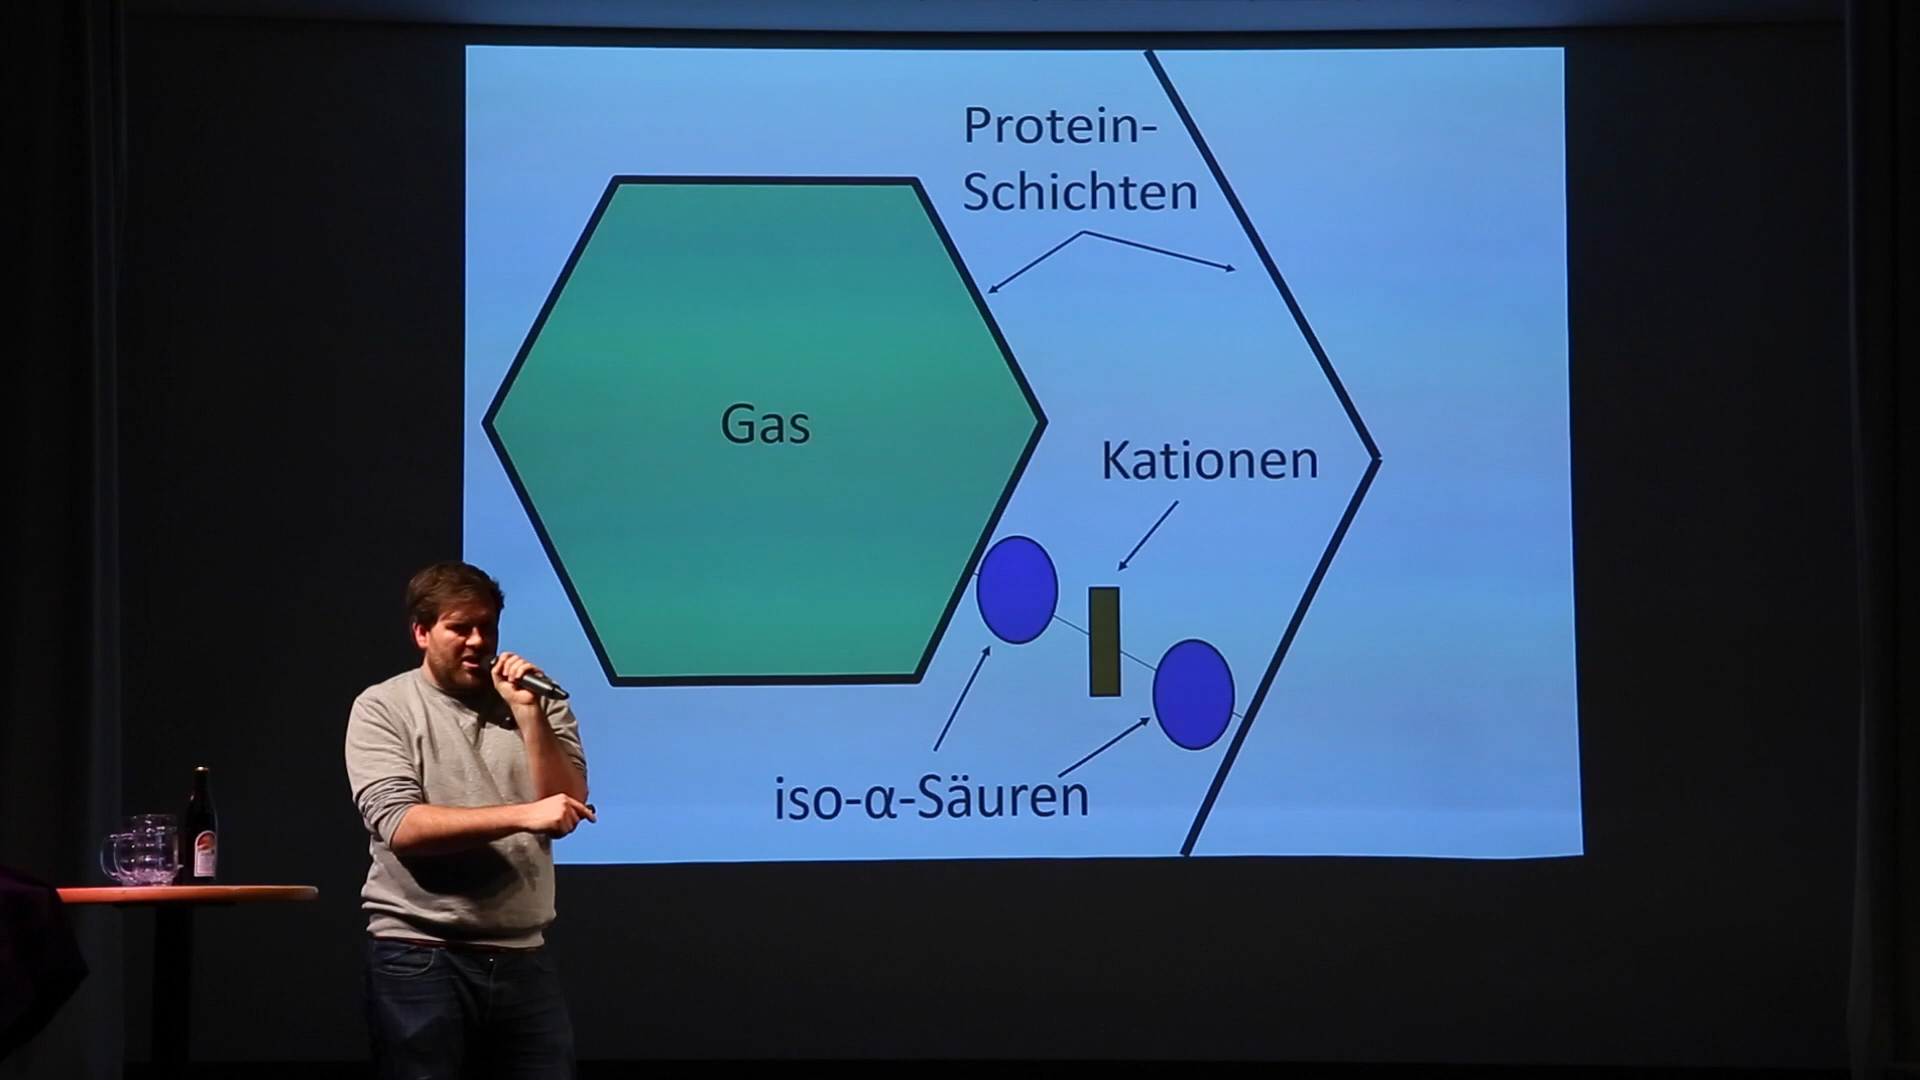 Protein-
Schichten
Gas
Kationen
iso-α-Säuren